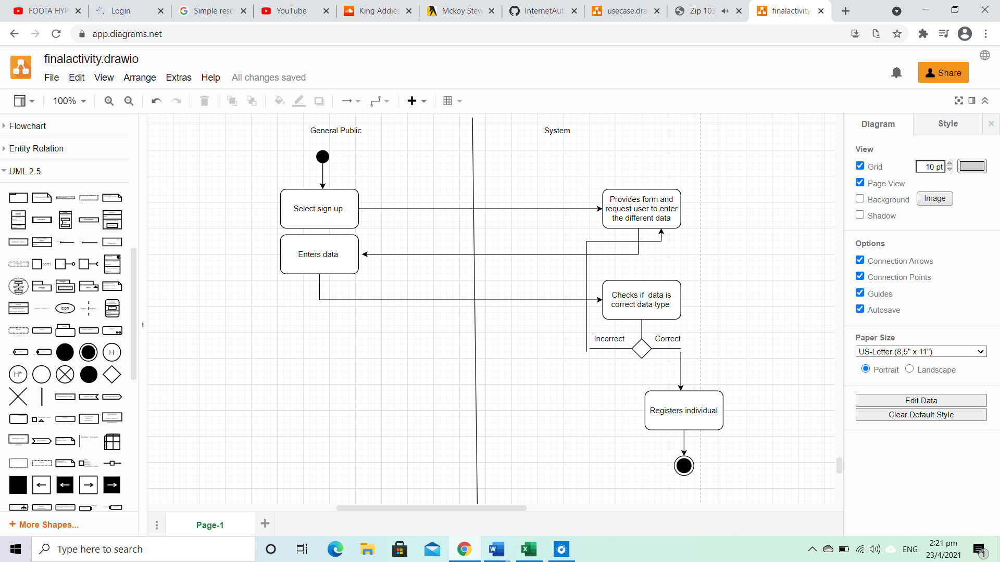 FOOTA HYP
Login
Simple resu
YouTube
King Addies
Mckoy Stew
InternetAut
usecase.dra
Zip 103
finalactivity
app.diagrams.net
finalactivity.drawio
File Edit View Arrange Extras Help All changes saved
Share
100%
Flowchart
Entity Relation
UML 2.5
port1
icon
H
H*
+ More Shapes...
General Public
System
Select sign up
Provides form and
request user to enter
the different data
Enters data
Checks if data is
correct data type
Incorrect
Correct
Registers individual
Page-1
Diagram
Style
View
Grid
10 pt
Page View
Background
Image
Shadow
Options
Connection Arrows
Connection Points
Guides
Autosave
Paper Size
US-Letter (8,5" x 11")
Portrait
Landscape
Edit Data
Clear Default Style
Type here to search
ENG
2:21 pm
23/4/2021
1